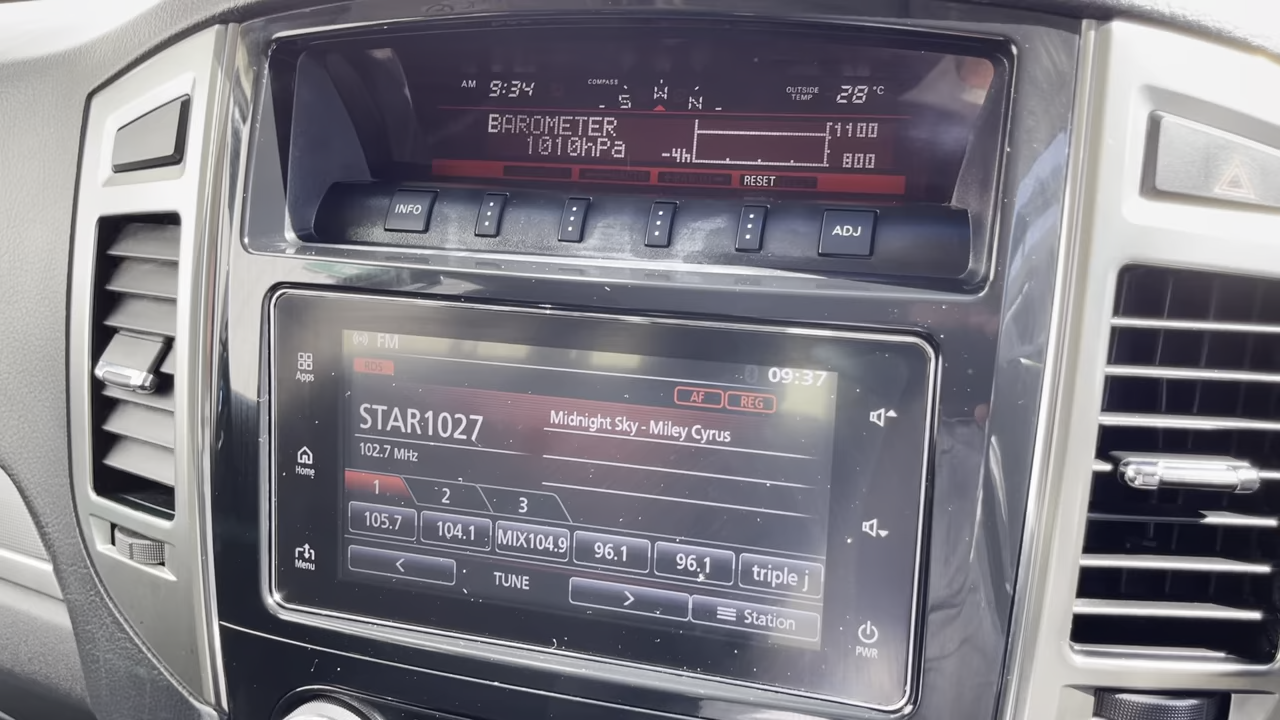 AM 9:34 COMPASS S W N OUTSIDE TEMP 28 °C
BAROMETER
1010hPa
-4h
1100
800
RESET
INFO
ADJ
FM
RDS
09:37
AF REG
STAR1027
Midnight Sky - Miley Cyrus
102.7 MHz
1 2 3
105.7 104.1 MIX104.9 96.1 96.1 triple j
< TUNE > Station
Apps
Home
Menu
PWR